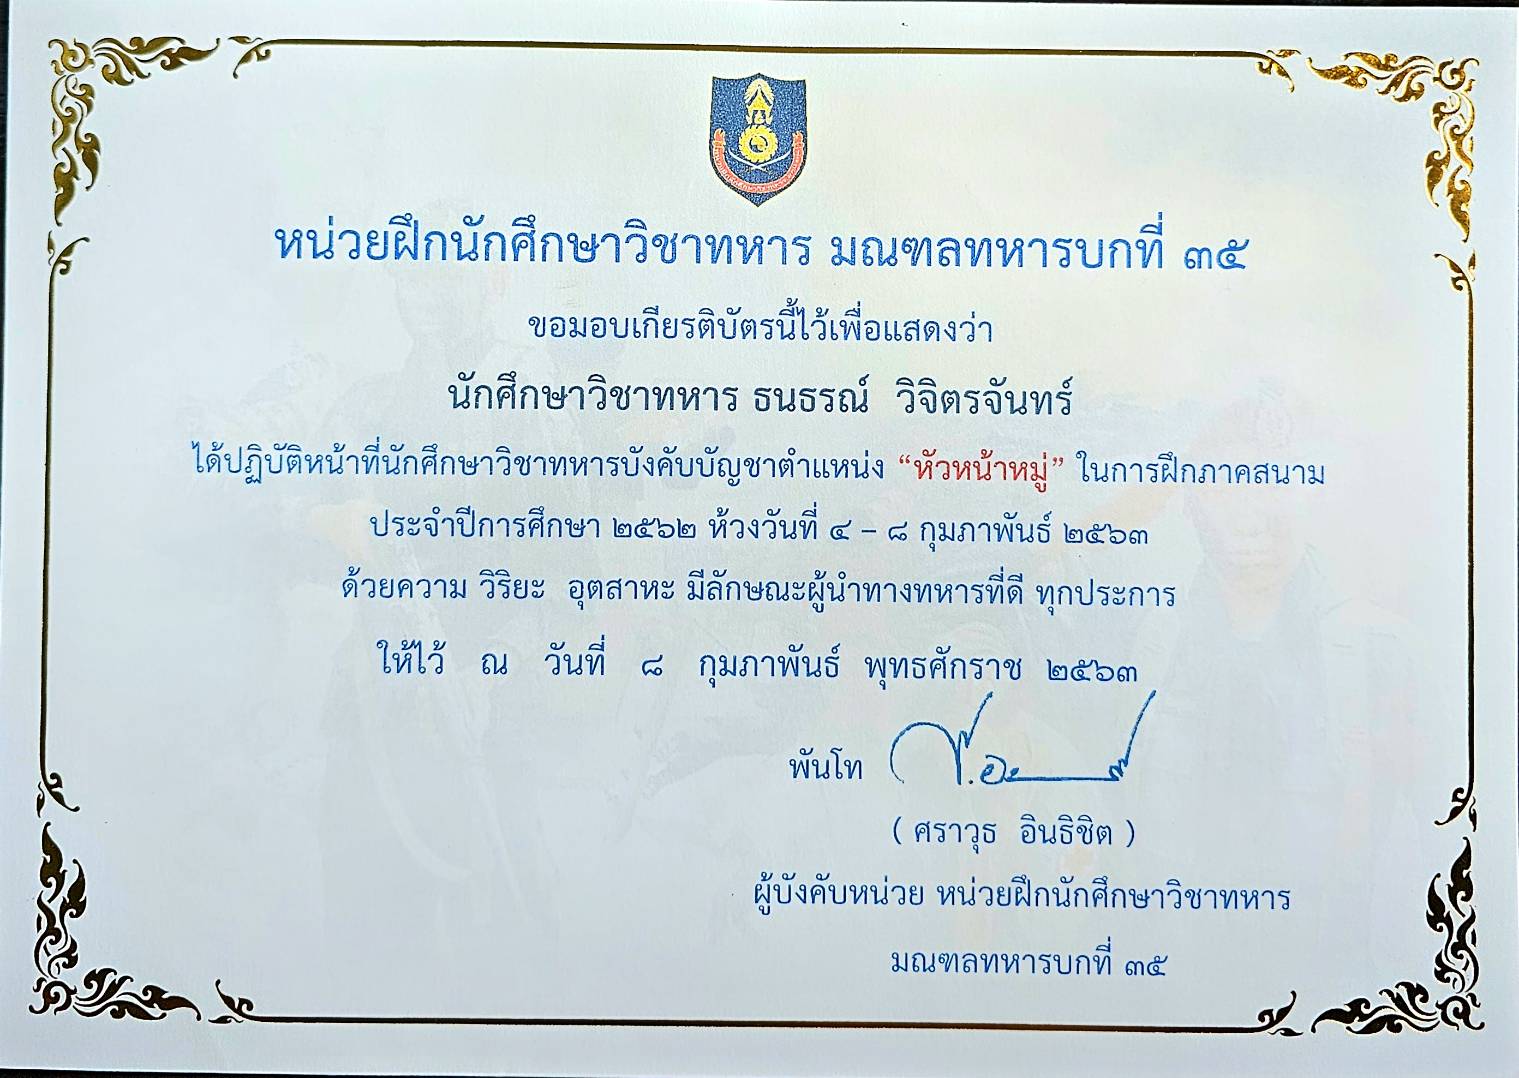 หน่วยฝึกนักศึกษาวิชาทหาร มณฑลทหารบกที่ ๓๕
ขอมอบเกียรติบัตรนี้ไว้เพื่อแสดงว่า
นักศึกษาวิชาทหาร ธนธรณ์ วิจิตรจันทร์
ได้ปฏิบัติหน้าที่นักศึกษาวิชาทหารบังคับบัญชาตำแหน่ง “หัวหน้าหมู่” ในการฝึกภาคสนาม
ประจำปีการศึกษา ๒๕๖๒ ห้วงวันที่ ๔ – ๘ กุมภาพันธ์ ๒๕๖๓
ด้วยความ วิริยะ อุตสาหะ มีลักษณะผู้นำทางทหารที่ดี ทุกประการ
ให้ไว้ ณ วันที่ ๘ กุมภาพันธ์ พุทธศักราช ๒๕๖๓
พันโท
( ศราวุธ อินธิชิต )
ผู้บังคับหน่วย หน่วยฝึกนักศึกษาวิชาทหาร
มณฑลทหารบกที่ ๓๕